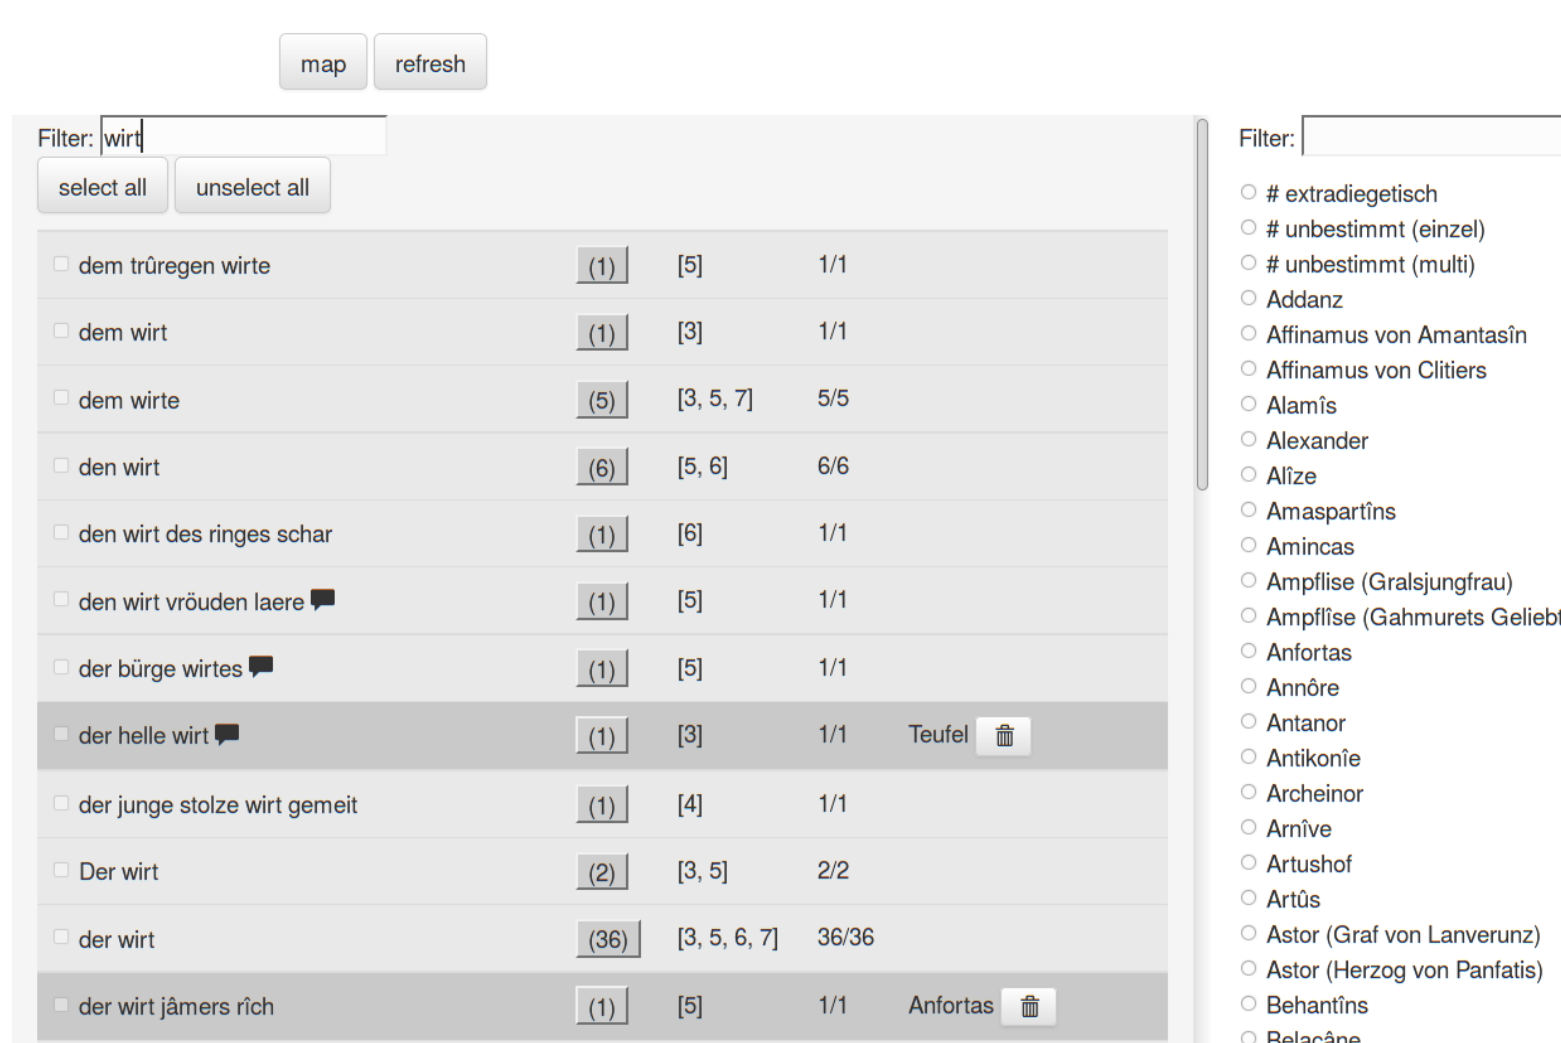 map refresh
Filter: wirt
select all unselect all
dem trûregen wirte (1) [5] 1/1
dem wirt (1) [3] 1/1
dem wirte (5) [3, 5, 7] 5/5
den wirt (6) [5, 6] 6/6
den wirt des ringes schar (1) [6] 1/1
den wirt vröuden laere (1) [5] 1/1
der bürge wirtes (1) [5] 1/1
der helle wirt (1) [3] 1/1 Teufel
der junge stolze wirt gemeit (1) [4] 1/1
Der wirt (2) [3, 5] 2/2
der wirt (36) [3, 5, 6, 7] 36/36
der wirt jâmers rîch (1) [5] 1/1 Anfortas
Filter:
# extradiegetisch
# unbestimmt (einzel)
# unbestimmt (multi)
Addanz
Affinamus von Amantasîn
Affinamus von Clitiers
Alamîs
Alexander
Alîze
Amaspartîns
Amincas
Ampflise (Gralsjungfrau)
Ampflîse (Gahmurets Geliebt
Anfortas
Annôre
Antanor
Antikonîe
Archeinor
Arnîve
Artushof
Artûs
Astor (Graf von Lanverunz)
Astor (Herzog von Panfatis)
Behantîns
Belacâne